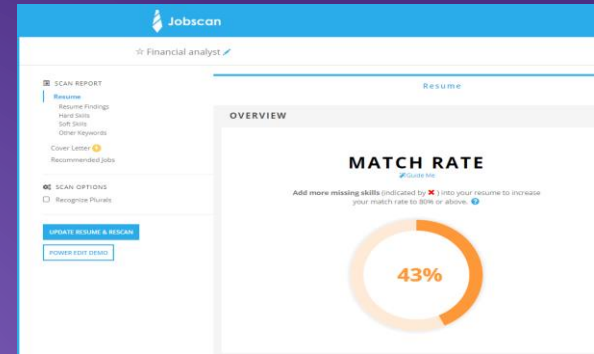 Jobscan
Financial analyst
SCAN REPORT
Resume
Resume Findings
Hard Skills
Soft Skills
Other Keywords
Cover Letter
Recommended Jobs
SCAN OPTIONS
Recognize Plurals
UPDATE RESUME & RESCAN
POWER EDIT DEMO
Resume
OVERVIEW
MATCH RATE
Guide Me
Add more missing skills (indicated by ✖) into your resume to increase
your match rate to 80% or above. ?
43%